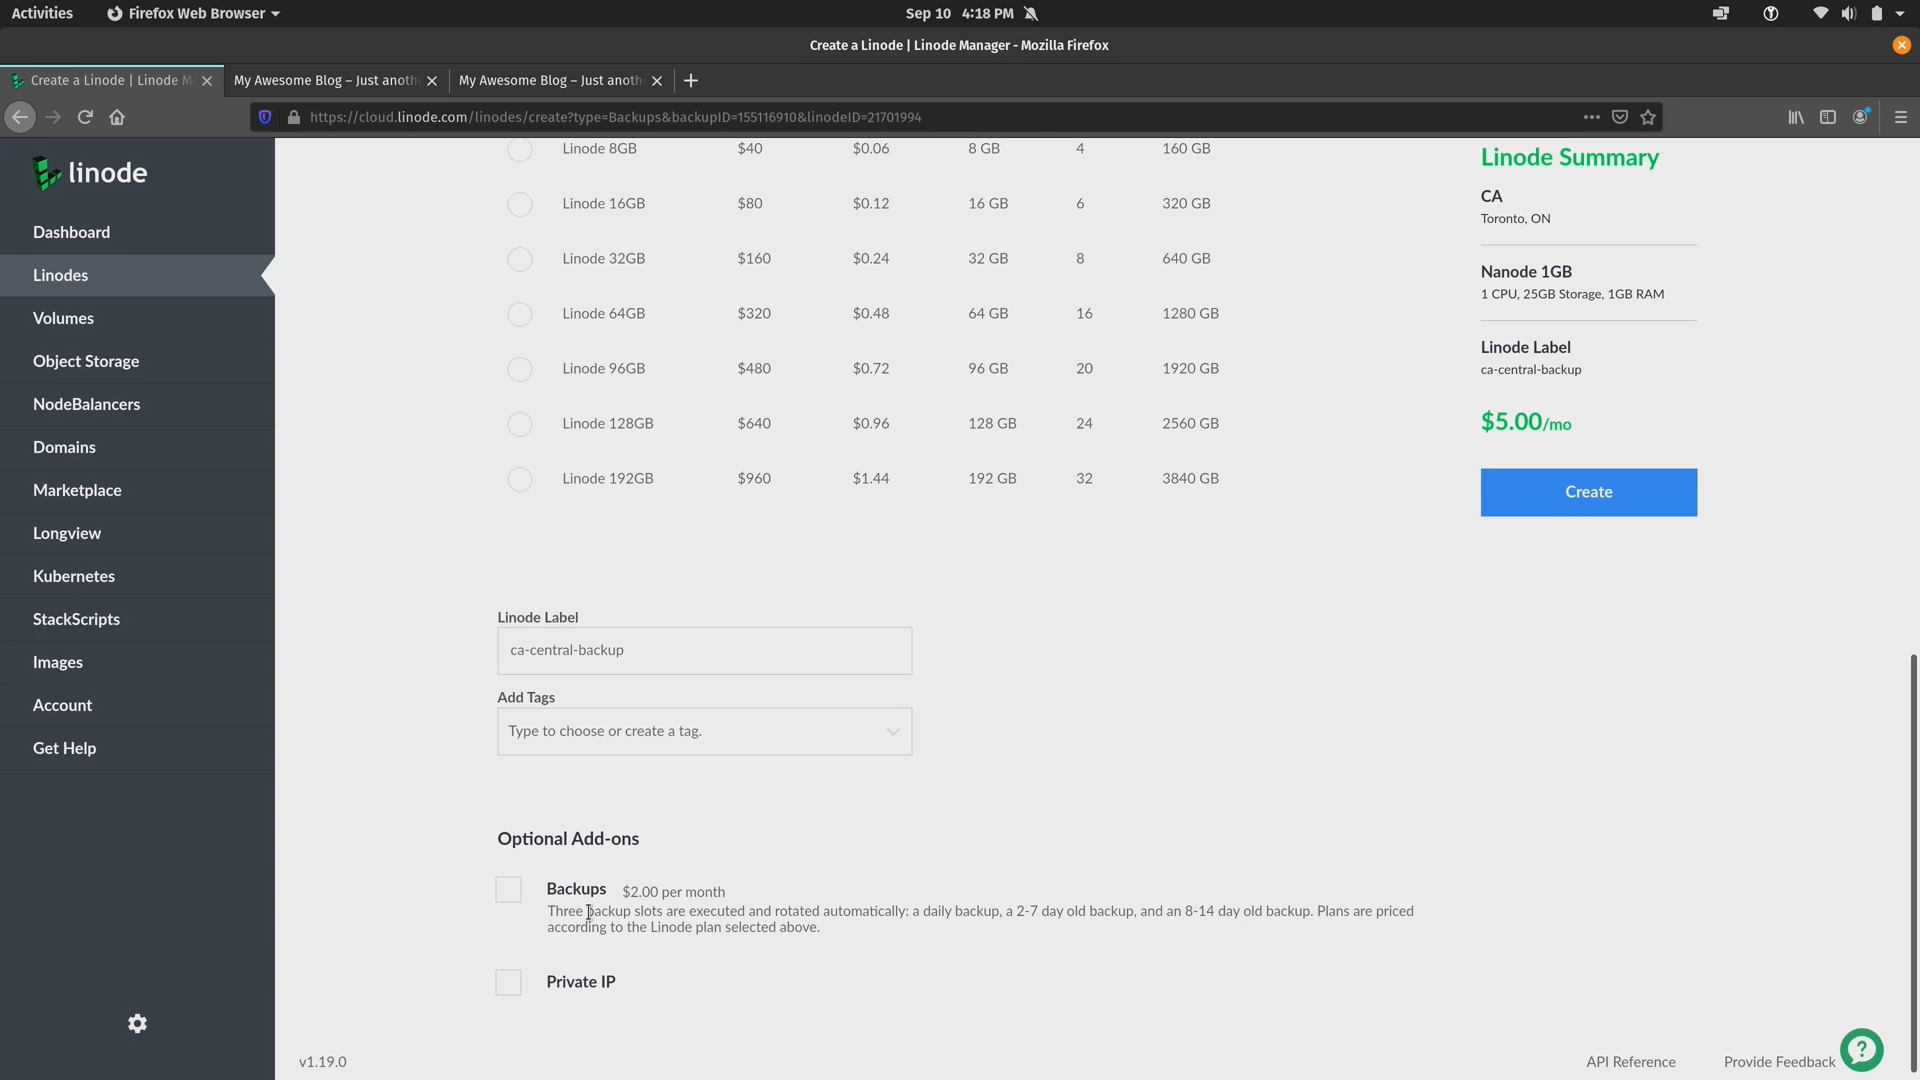 Activities
Firefox Web Browser
Sep 10 4:18 PM
Create a Linode | Linode Manager - Mozilla Firefox
Create a Linode | Linode M
My Awesome Blog – Just anoth
My Awesome Blog – Just anoth
https://cloud.linode.com/linodes/create?type=Backups&backupID=155116910&linodeID=21701994
linode
Dashboard
Linodes
Volumes
Object Storage
NodeBalancers
Domains
Marketplace
Longview
Kubernetes
StackScripts
Images
Account
Get Help
Linode 8GB $40 $0.06 8 GB 4 160 GB
Linode 16GB $80 $0.12 16 GB 6 320 GB
Linode 32GB $160 $0.24 32 GB 8 640 GB
Linode 64GB $320 $0.48 64 GB 16 1280 GB
Linode 96GB $480 $0.72 96 GB 20 1920 GB
Linode 128GB $640 $0.96 128 GB 24 2560 GB
Linode 192GB $960 $1.44 192 GB 32 3840 GB
Linode Label
ca-central-backup
Add Tags
Type to choose or create a tag.
Optional Add-ons
Backups $2.00 per month
Three backup slots are executed and rotated automatically: a daily backup, a 2-7 day old backup, and an 8-14 day old backup. Plans are priced
according to the Linode plan selected above.
Private IP
Linode Summary
CA
Toronto, ON
Nanode 1GB
1 CPU, 25GB Storage, 1GB RAM
Linode Label
ca-central-backup
$5.00/mo
Create
v1.19.0
API Reference
Provide Feedback
?